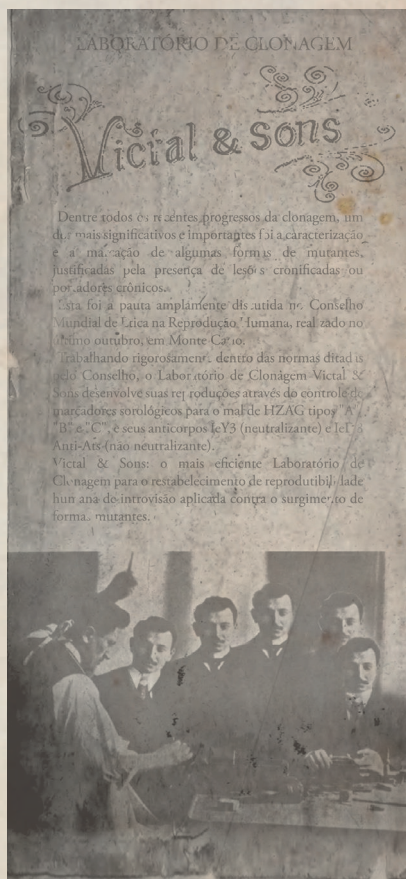 LABORATÓRIO DE CLONAGEM
Victal & sons
Dentre todos os recentes progressos da clonagem, um
dos mais significativos e importantes foi a caracterização
e a marcação de algumas formas de mutantes,
justificadas pela presença de lesões cronificadas ou
portadores crônicos.
Esta foi a pauta amplamente discutida no Conselho
Mundial de Ética na Reprodução Humana, realizado no
último outubro, em Monte Carlo.
Trabalhando rigorosamente dentro das normas ditadas
pelo Conselho, o Laboratório de Clonagem Victal &
Sons desenvolve suas reproduções através do controle de
marcadores sorológicos para o mal de HZAG tipos "A",
"B" e "C", e seus anticorpos IeY3 (neutralizante) e
Anti-Ats (não neutralizante).
Victal & Sons: o mais eficiente Laboratório de
Clonagem para o restabelecimento de reprodutibilidade
humana de introvisão aplicada contra o surgimento de
formas mutantes.